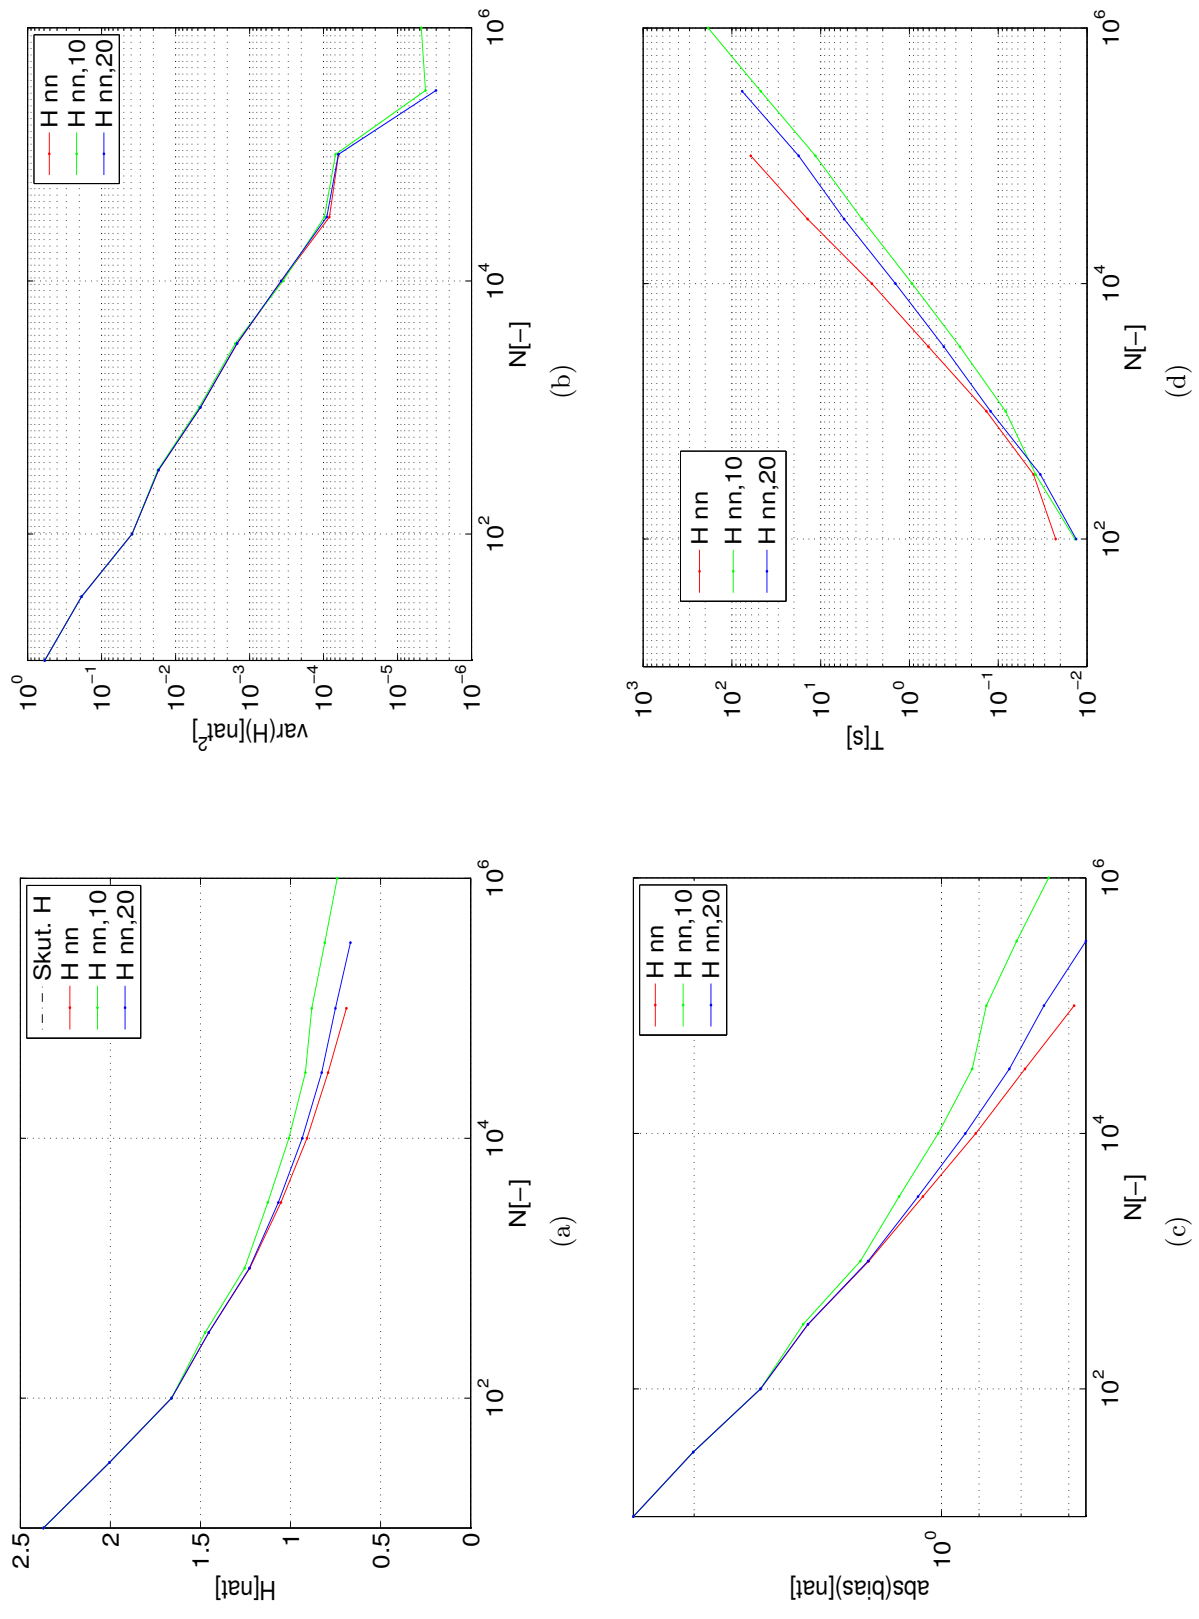 2.5
2
1.5
1
0.5
0
10^2
10^4
10^6
N[−]
H[nat]
Skut. H
H nn
H nn,10
H nn,20
(a)
10^0
10^−1
10^−2
10^−3
10^−4
10^−5
10^−6
10^2
10^4
10^6
N[−]
var(H)[nat^2]
H nn
H nn,10
H nn,20
(b)
10^0
10^2
10^4
10^6
N[−]
abs(bias)[nat]
H nn
H nn,10
H nn,20
(c)
10^3
10^2
10^1
10^0
10^−1
10^−2
10^2
10^4
10^6
N[−]
T[s]
H nn
H nn,10
H nn,20
(d)